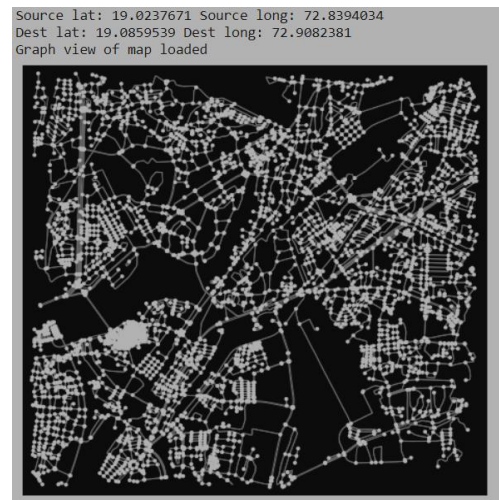 Source lat: 19.0237671 Source long: 72.8394034
Dest lat: 19.0859539 Dest long: 72.9082381
Graph view of map loaded